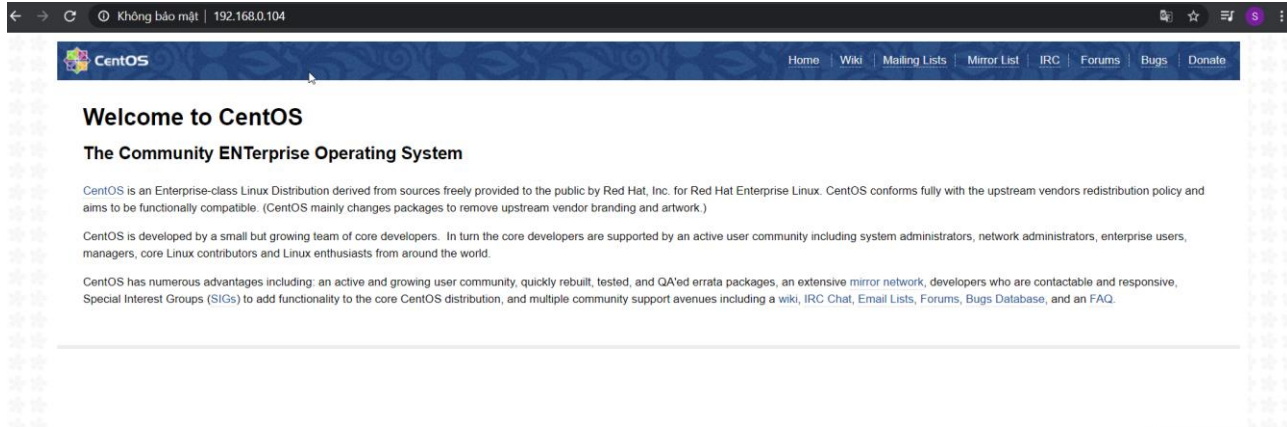 Không bảo mật | 192.168.0.104
S
CentOS
Home Wiki Mailing Lists Mirror List IRC Forums Bugs Donate
Welcome to CentOS
The Community ENTerprise Operating System
CentOS is an Enterprise-class Linux Distribution derived from sources freely provided to the public by Red Hat, Inc. for Red Hat Enterprise Linux. CentOS conforms fully with the upstream vendors redistribution policy and
aims to be functionally compatible. (CentOS mainly changes packages to remove upstream vendor branding and artwork.)
CentOS is developed by a small but growing team of core developers. In turn the core developers are supported by an active user community including system administrators, network administrators, enterprise users,
managers, core Linux contributors and Linux enthusiasts from around the world.
CentOS has numerous advantages including: an active and growing user community, quickly rebuilt, tested, and QA'ed errata packages, an extensive mirror network, developers who are contactable and responsive,
Special Interest Groups (SIGs) to add functionality to the core CentOS distribution, and multiple community support avenues including a wiki, IRC Chat, Email Lists, Forums, Bugs Database, and an FAQ.